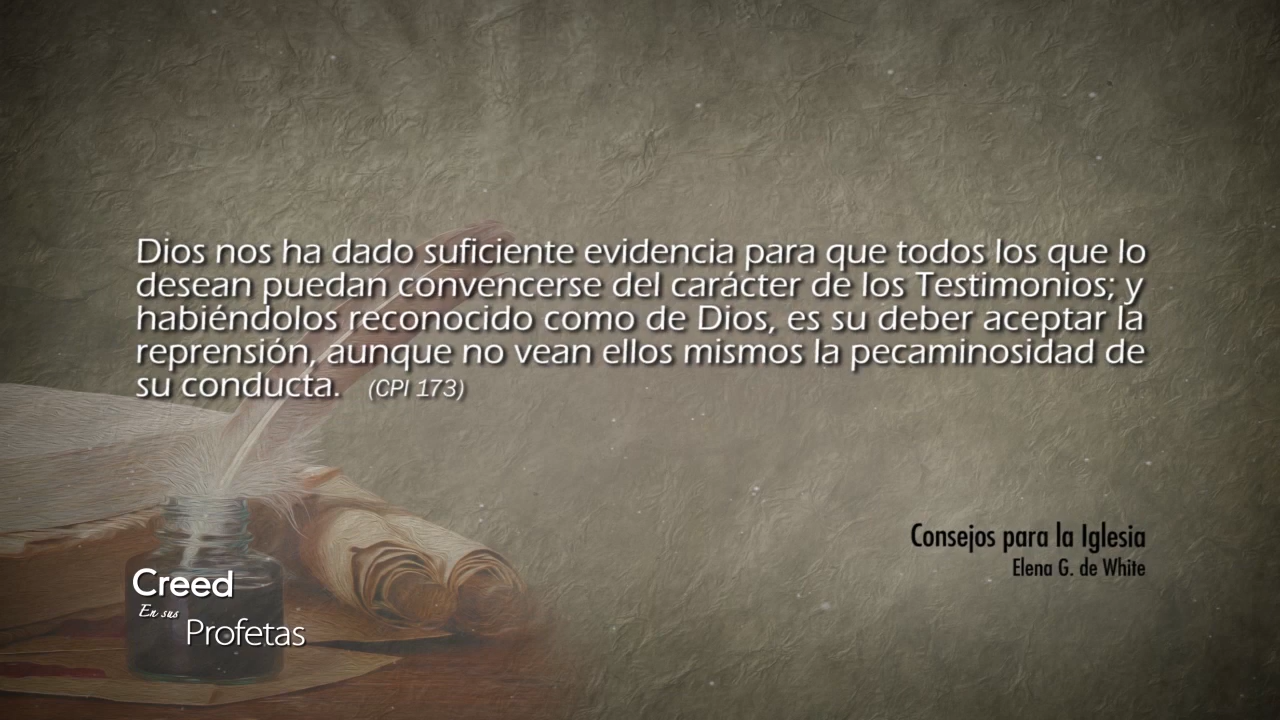 Dios nos ha dado suficiente evidencia para que todos los que lo
desean puedan convencerse del carácter de los Testimonios; y
habiéndolos reconocido como de Dios, es su deber aceptar la
reprensión, aunque no vean ellos mismos la pecaminosidad de
su conducta. (CPI 173)
Consejos para la Iglesia
Elena G. de White
Creed
En sus
Profetas